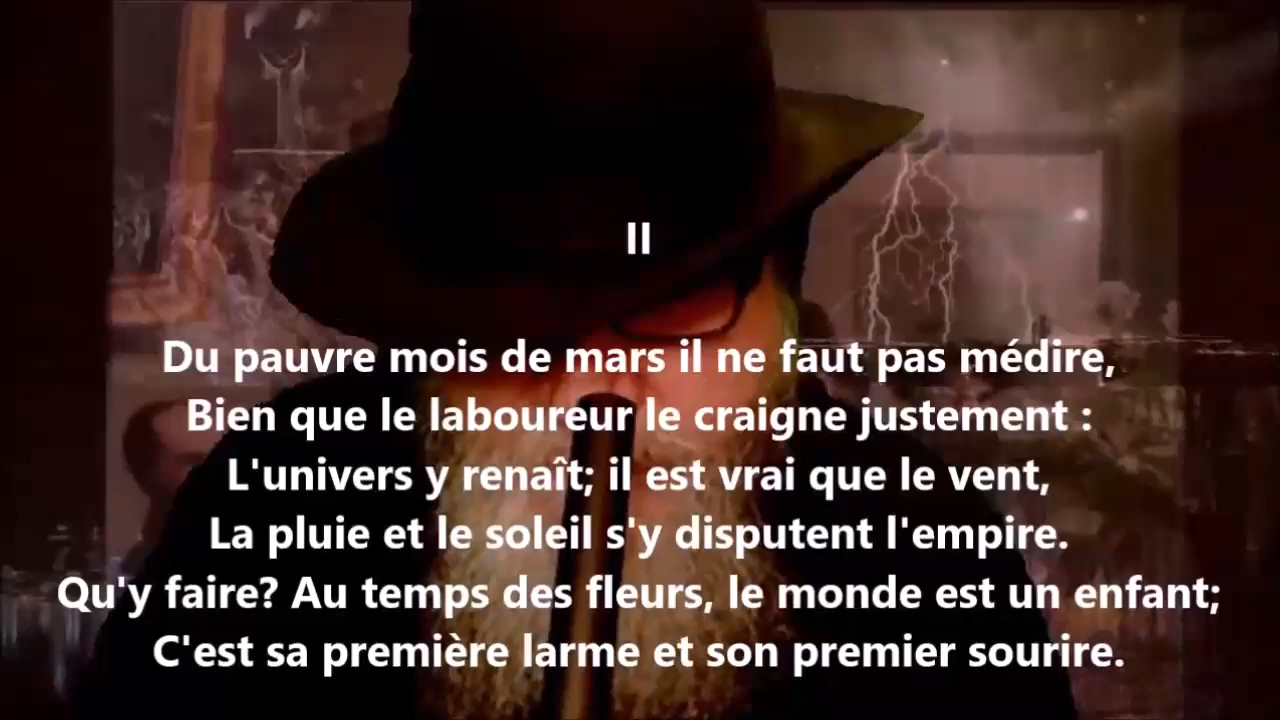 II
Du pauvre mois de mars il ne faut pas médire,
Bien que le laboureur le craigne justement :
L'univers y renaît; il est vrai que le vent,
La pluie et le soleil s'y disputent l'empire.
Qu'y faire? Au temps des fleurs, le monde est un enfant;
C'est sa première larme et son premier sourire.